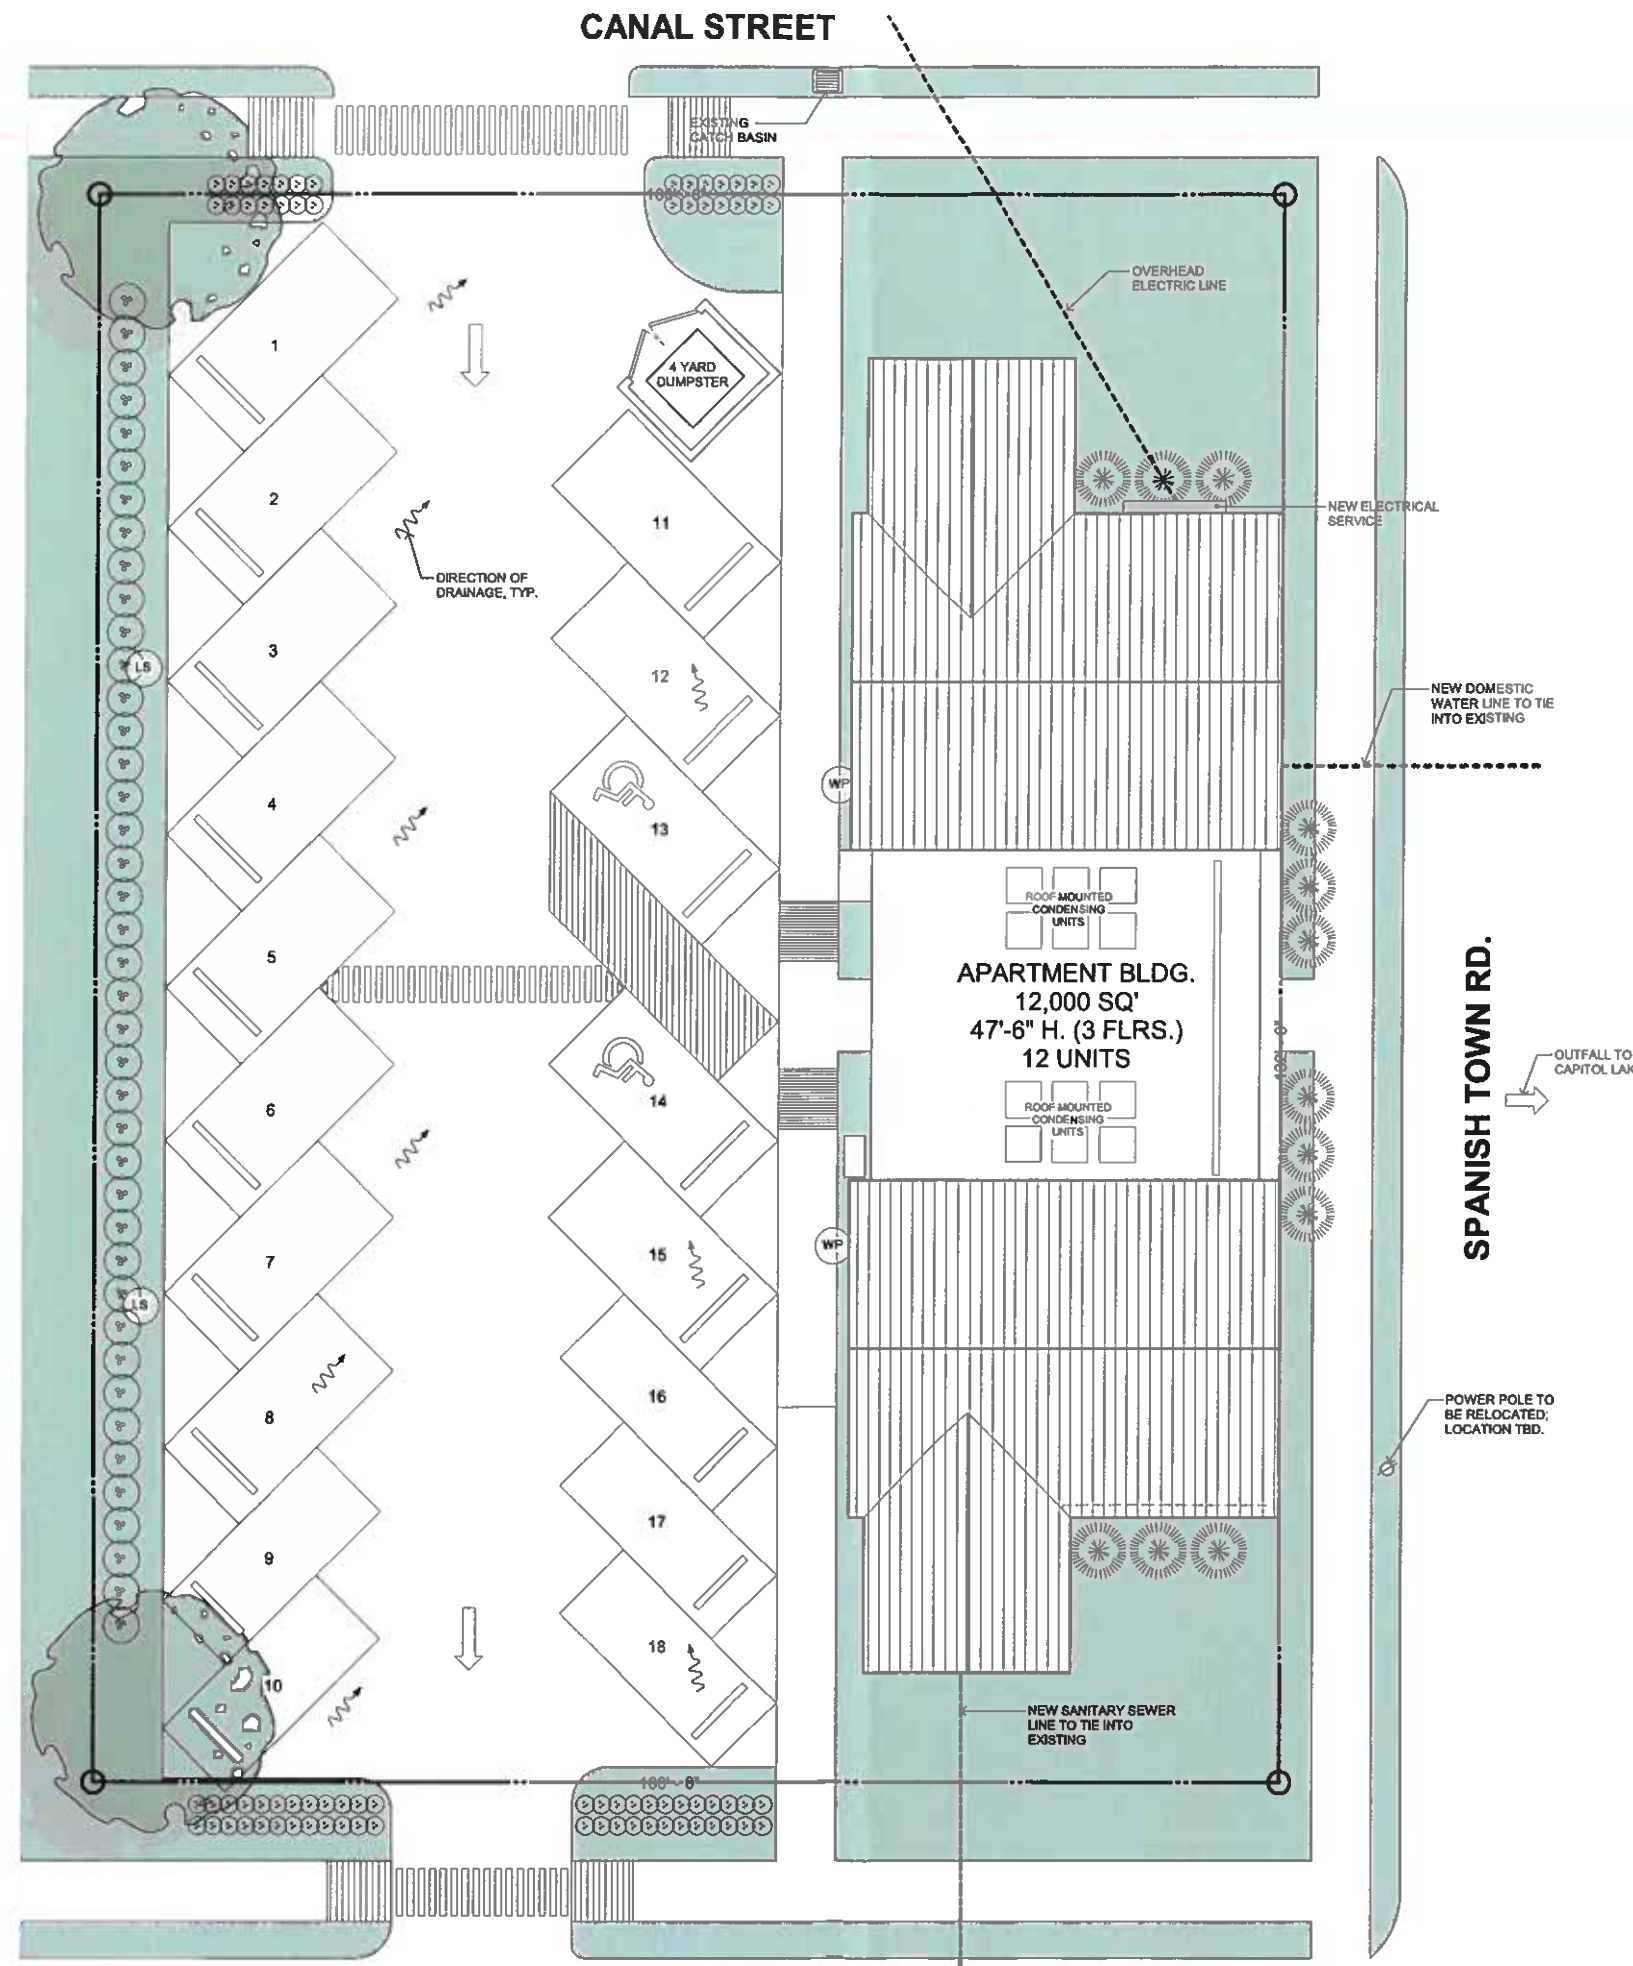 CANAL STREET
EXISTING
CATCH BASIN
OVERHEAD
ELECTRIC LINE
1
4 YARD
DUMPSTER
2
11
NEW ELECTRICAL
SERVICE
DIRECTION OF
DRAINAGE, TYP.
3
12
LS
NEW DOMESTIC
WATER LINE TO TIE
INTO EXISTING
4
13
WP
ROOF MOUNTED
CONDENSING
UNITS
5
APARTMENT BLDG.
12,000 SQ'
47'-6" H. (3 FLRS.)
12 UNITS
SPANISH TOWN RD.
OUTFALL TO
CAPITOL LAK
6
14
ROOF MOUNTED
CONDENSING
UNITS
7
15
WP
LS
8
16
POWER POLE TO
BE RELOCATED;
LOCATION TBD.
9
17
18
10
NEW SANITARY SEWER
LINE TO TIE INTO
EXISTING